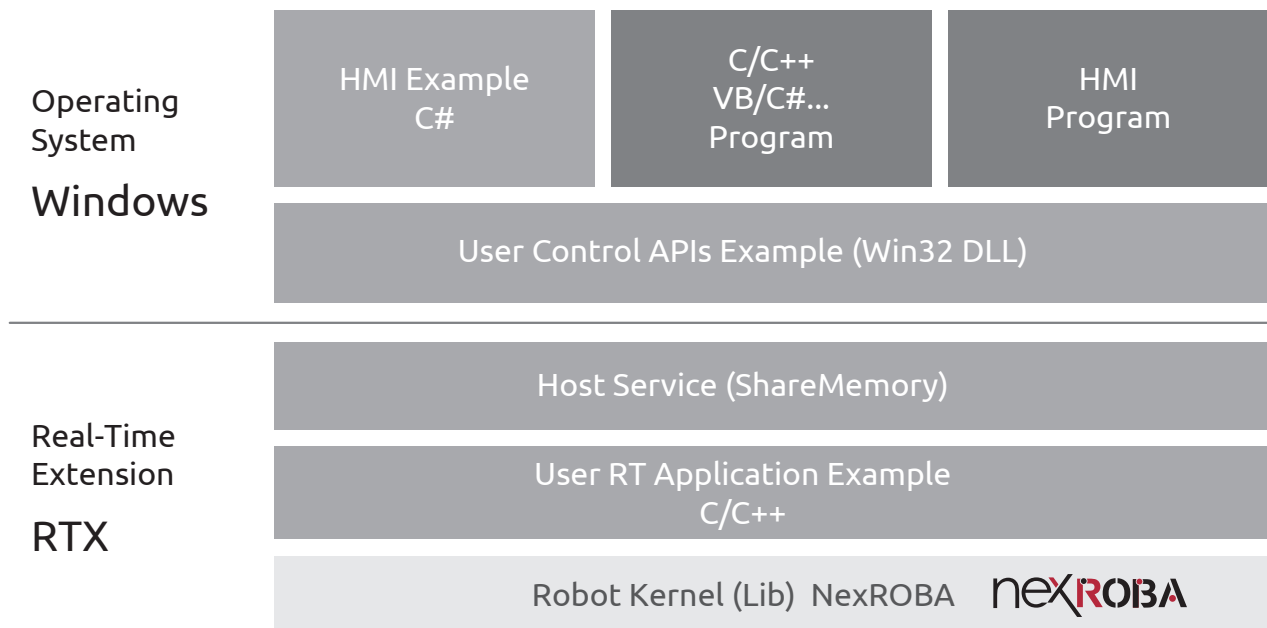 Operating
System
Windows
HMI Example
C#
C/C++
VB/C#...
Program
HMI
Program
User Control APIs Example (Win32 DLL)
Real-Time
Extension
RTX
Host Service (ShareMemory)
User RT Application Example
C/C++
Robot Kernel (Lib) NexROBA neXROBA